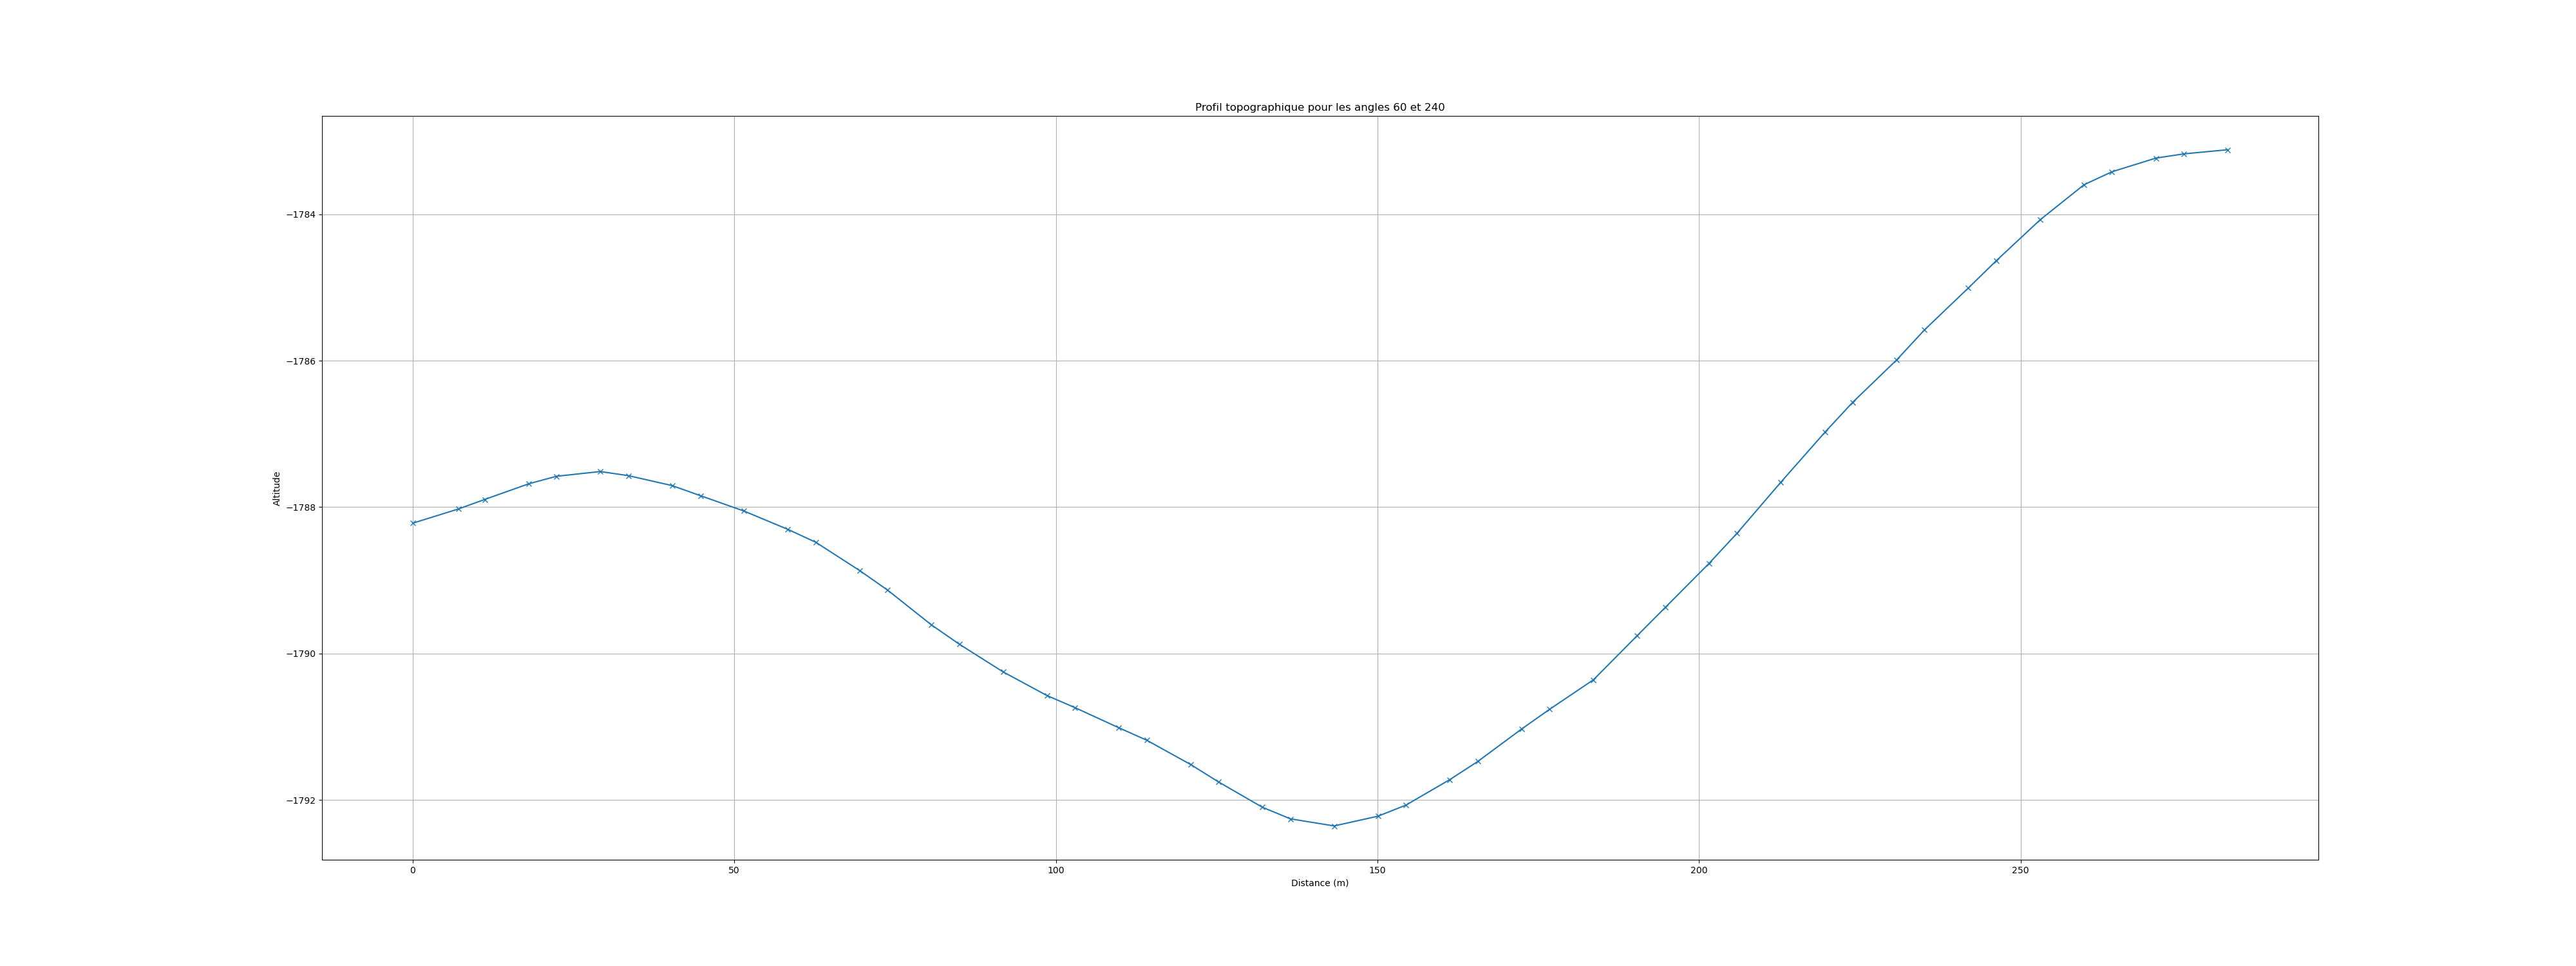 Profil topographique pour les angles 60 et 240
−1784
−1786
−1788
−1790
−1792
Altitude
0 50 100 150 200 250
Distance (m)